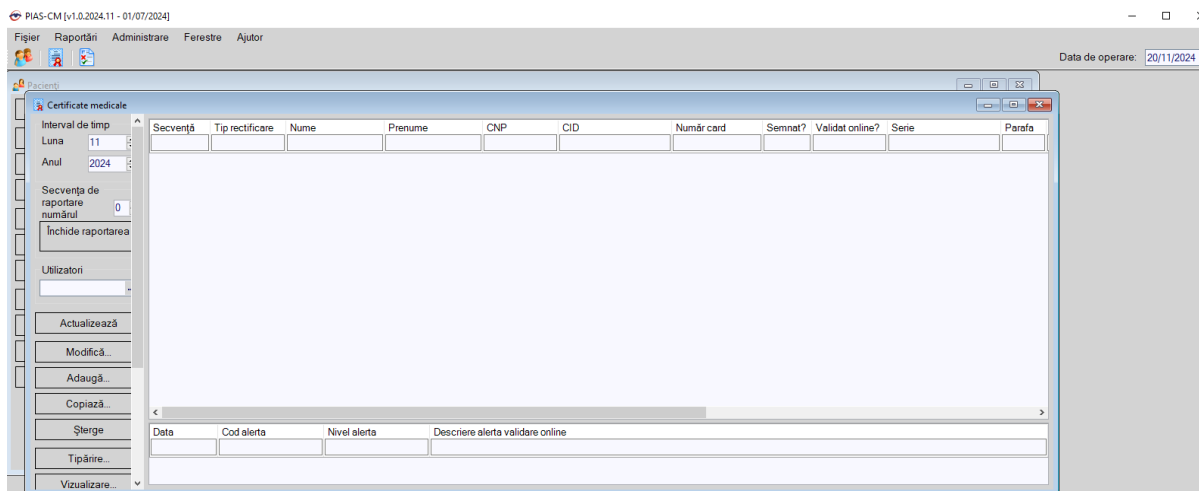 PIAS-CM [v1.0.2024.11 - 01/07/2024]
Fișier Raportări Administrare Ferestre Ajutor
Data de operare: 20/11/2024
Pacienți
Certificate medicale
Interval de timp
Luna 11
Anul 2024
Secvența de
raportare
numărul 0
Închide raportarea
Utilizatori
Actualizează
Modifică...
Adaugă...
Copiază...
Șterge
Tipărire...
Vizualizare...
Secvență Tip rectificare Nume Prenume CNP CID Număr card Semnat? Validat online? Serie Parafa
Data Cod alerta Nivel alerta Descriere alerta validare online